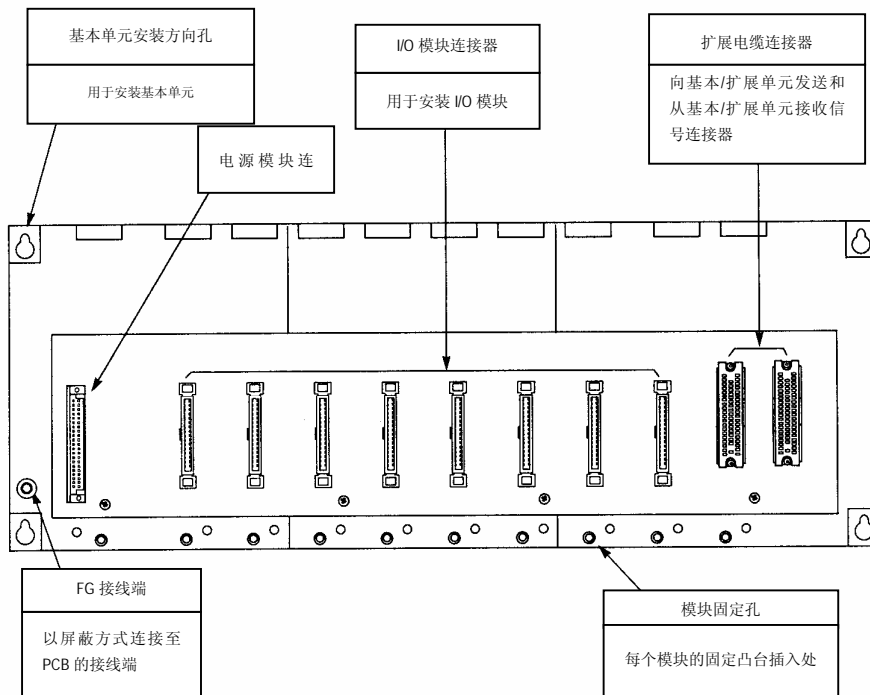 基本单元安装方向孔
用于安装基本单元
I/O 模块连接器
用于安装 I/O 模块
扩展电缆连接器
向基本/扩展单元发送和
从基本/扩展单元接收信
号连接器
电源模块连
FG 接线端
以屏蔽方式连接至
PCB 的接线端
模块固定孔
每个模块的固定凸台插入处